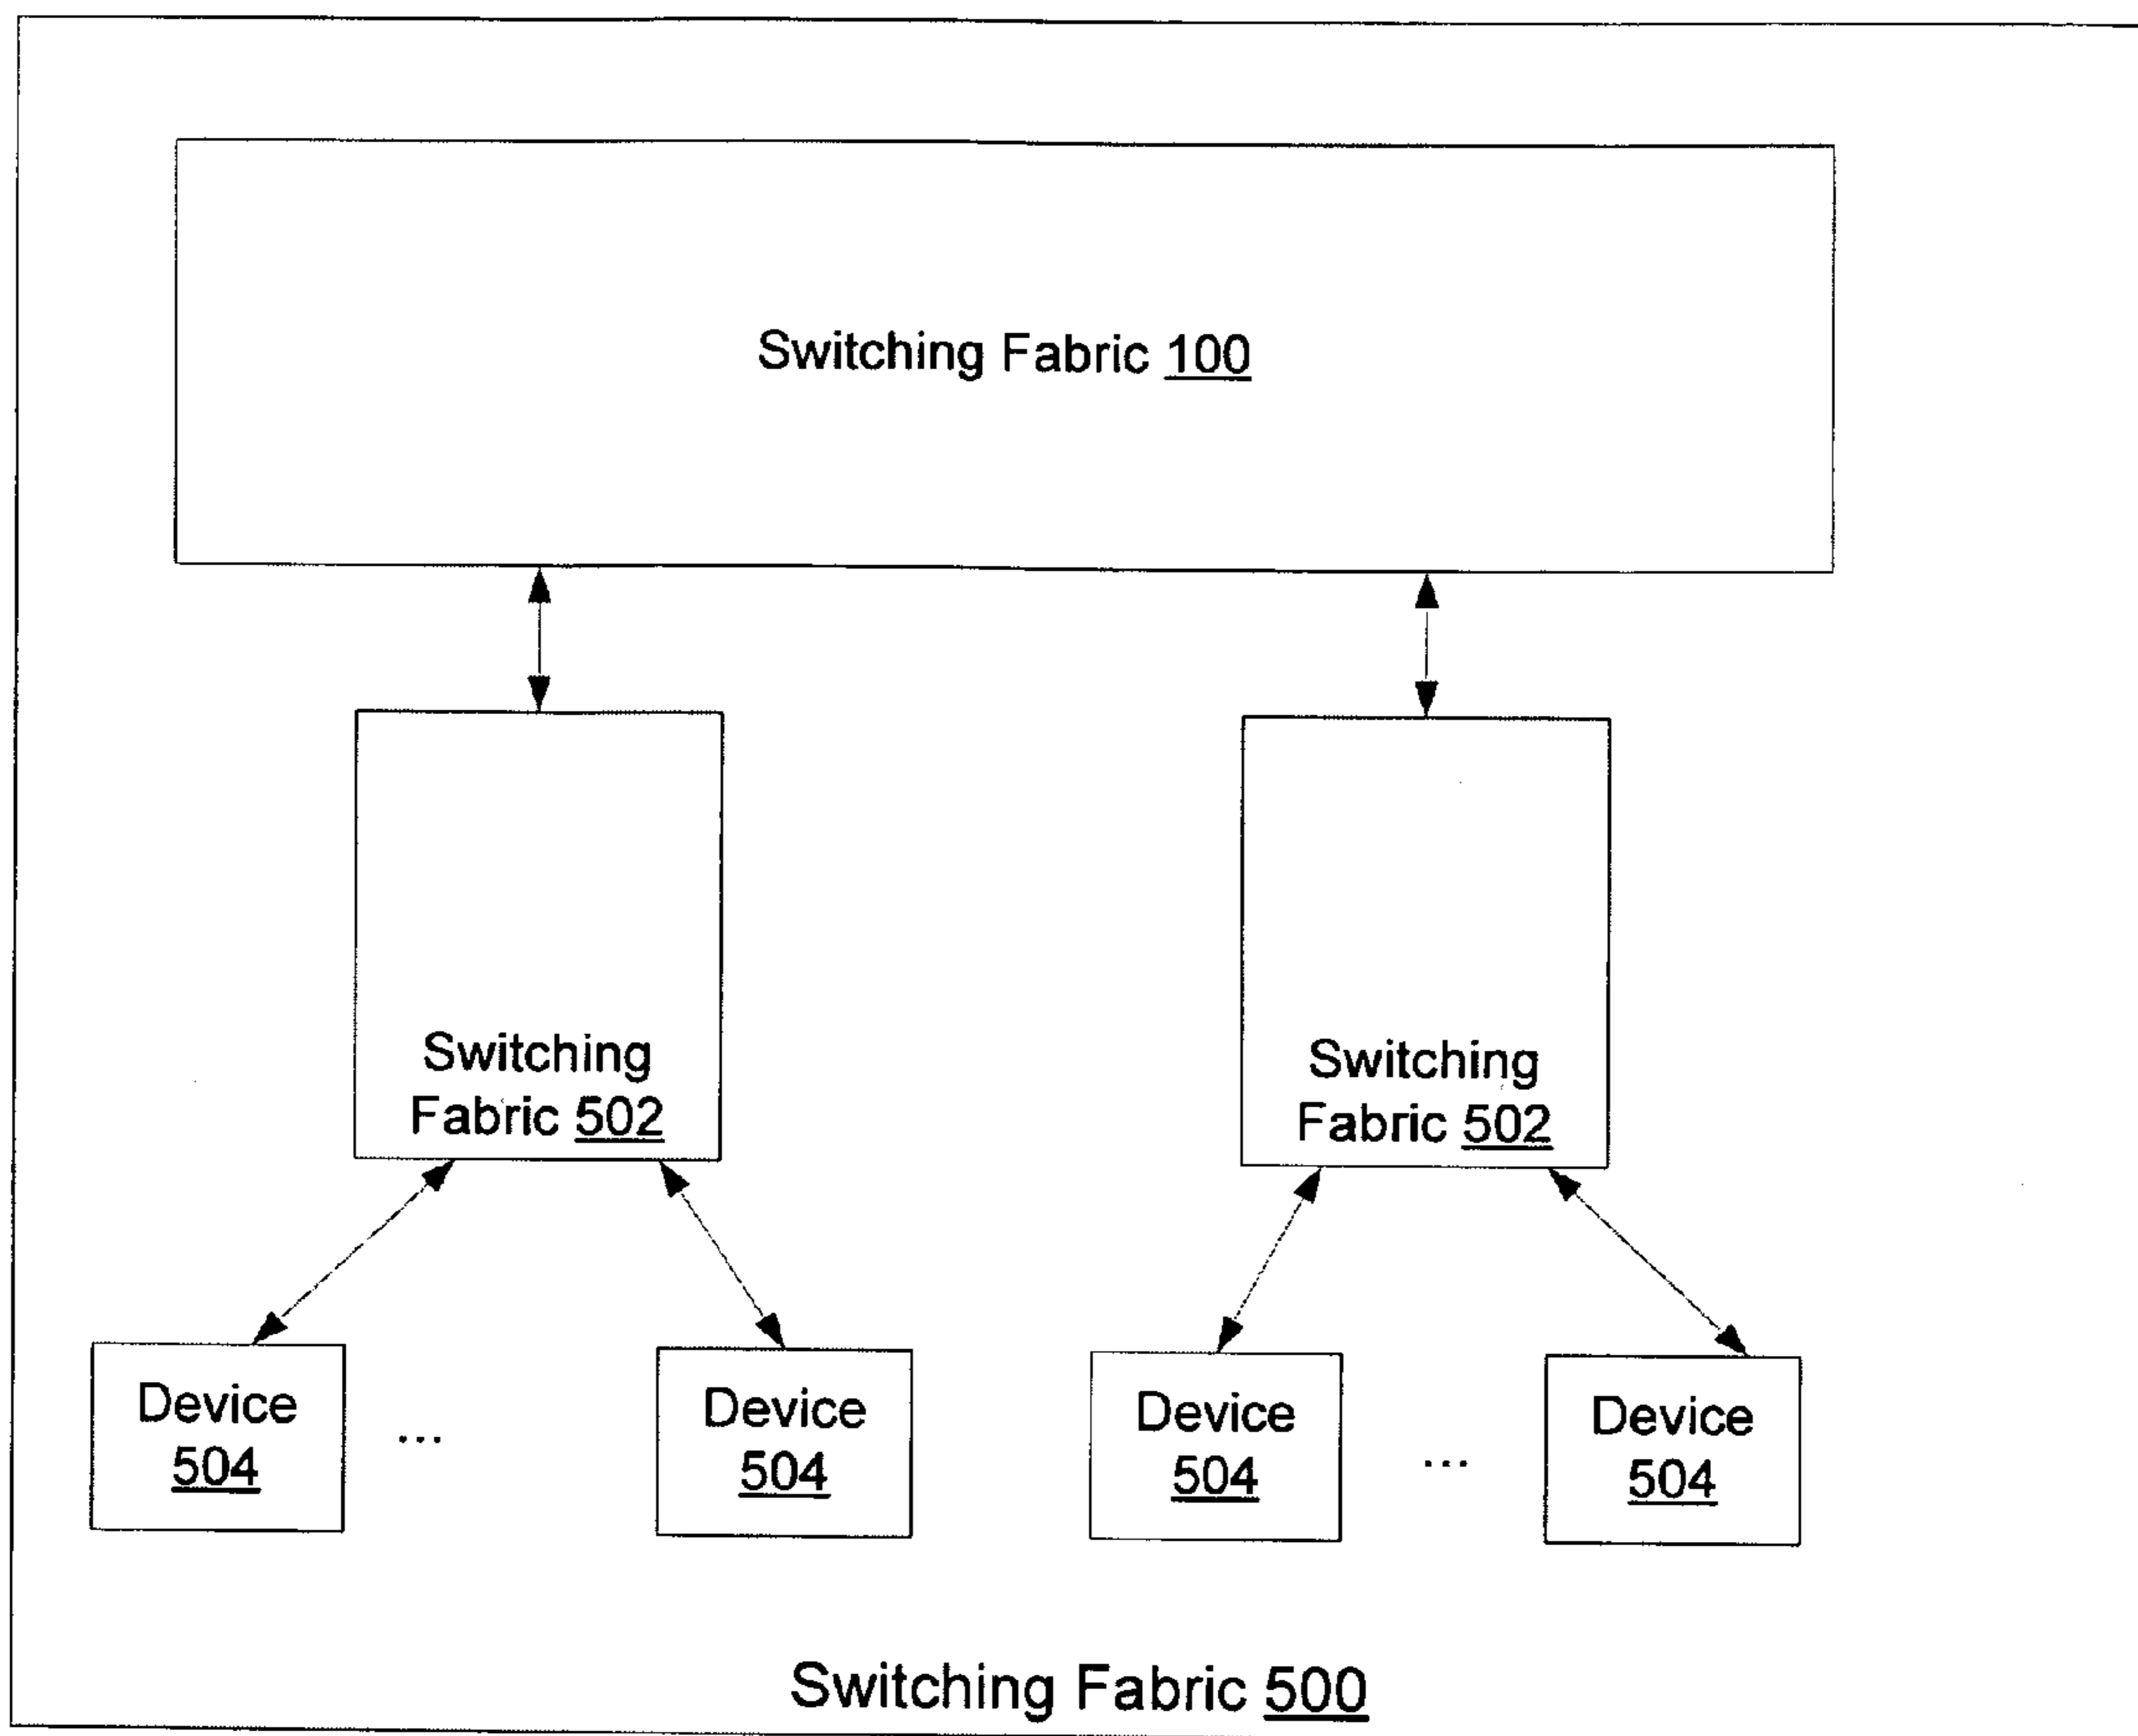 Switching Fabric 100
Switching
Fabric 502
Switching
Fabric 502
Device
504
...
Device
504
Device
504
...
Device
504
Switching Fabric 500